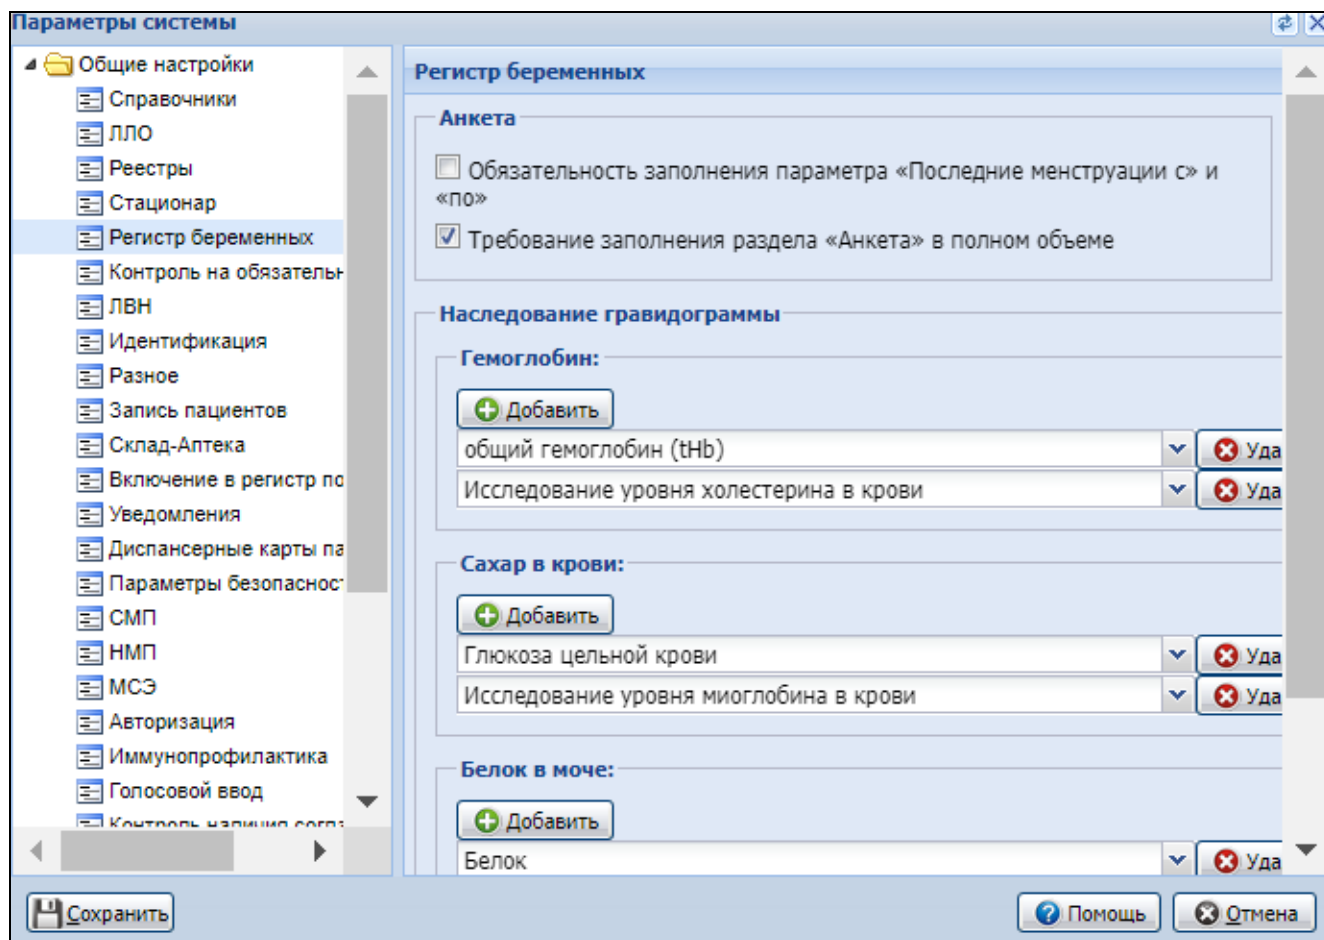 Параметры системы
Общие настройки
Справочники
ЛЛО
Реестры
Стационар
Регистр беременных
Контроль на обязательн
ЛВН
Идентификация
Разное
Запись пациентов
Склад-Аптека
Включение в регистр по
Уведомления
Диспансерные карты па
Параметры безопасност
СМП
НМП
МСЭ
Авторизация
Иммунопрофилактика
Голосовой ввод
Контроль наличия согла
Регистр беременных
Анкета
Обязательность заполнения параметра «Последние менструации с» и
«по»
Требование заполнения раздела «Анкета» в полном объеме
Наследование гравидограммы
Гемоглобин:
Добавить
общий гемоглобин (tHb) Уда
Исследование уровня холестерина в крови Уда
Сахар в крови:
Добавить
Глюкоза цельной крови Уда
Исследование уровня миоглобина в крови Уда
Белок в моче:
Добавить
Белок Уда
Сохранить Помощь Отмена